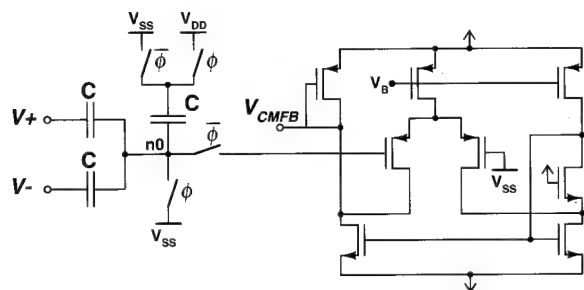 V_SS V_DD
φ̅ φ
C
V+ C
V_CMFB
V_B
n0 φ̅
V- C
φ
V_SS
V_SS